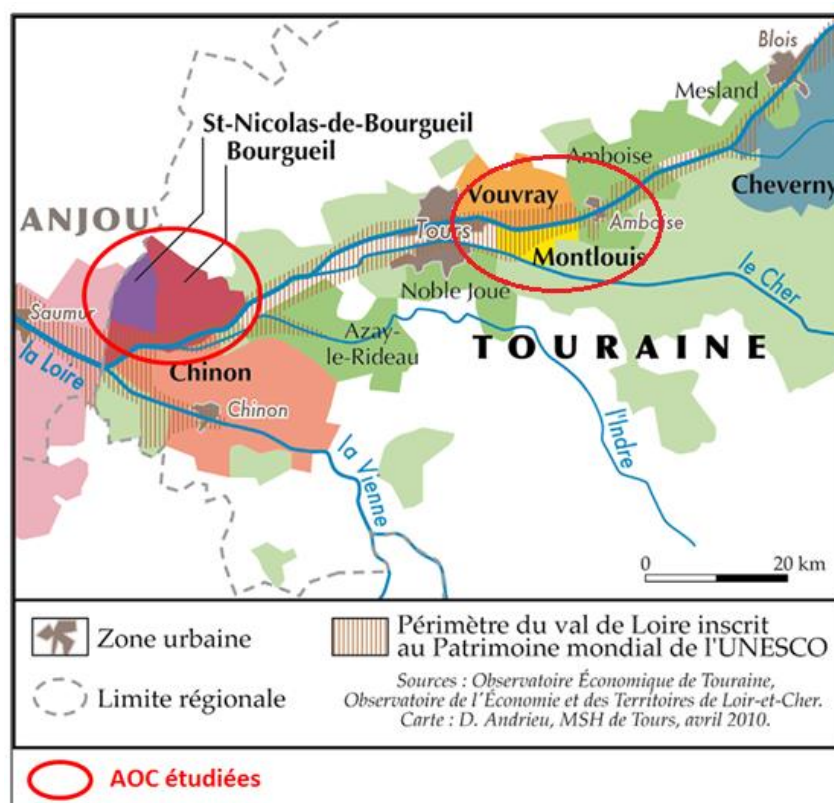 Blois
Mesland
St-Nicolas-de-Bourgueil
Bourgueil
Amboise
Vouvray
Cheverny
ANJOU
Tours
Amboise
Montlouis
le Cher
Saumur
Noble Joue
Azay-
le-Rideau
TOURAINE
la Loire
Chinon
Chinon
l'Indre
la Vienne
0 20 km
Zone urbaine
Limite régionale
Périmètre du val de Loire inscrit
au Patrimoine mondial de l'UNESCO
Sources : Observatoire Économique de Touraine,
Observatoire de l'Économie et des Territoires de Loir-et-Cher.
Carte : D. Andrieu, MSH de Tours, avril 2010.
AOC étudiées